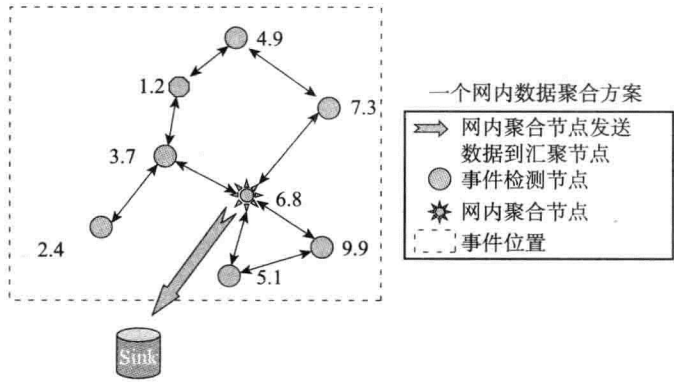 4.9
1.2
7.3
3.7
6.8
2.4
9.9
5.1
Sink
一个网内数据聚合方案
网内聚合节点发送
数据到汇聚节点
事件检测节点
网内聚合节点
事件位置